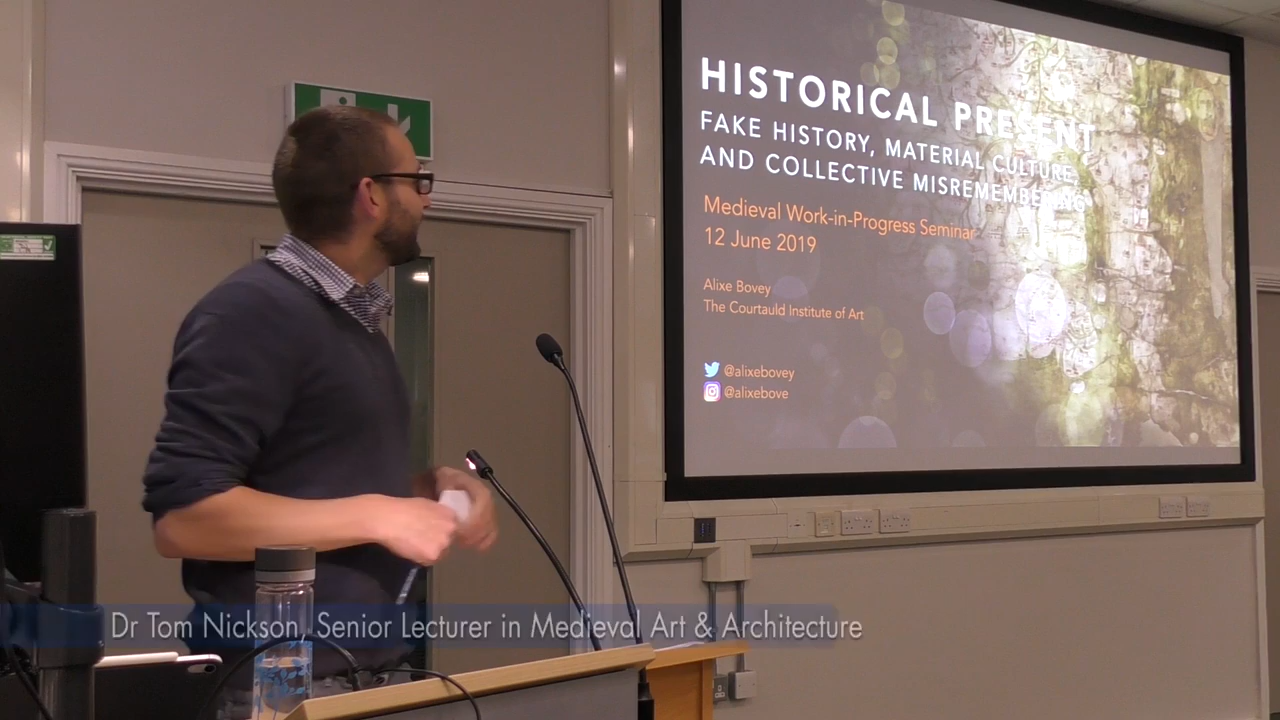 HISTORICAL PRESENT
FAKE HISTORY, MATERIAL CULTURE,
AND COLLECTIVE MISREMEMBERING
Medieval Work-in-Progress Seminar
12 June 2019
Alixe Bovey
The Courtauld Institute of Art
@alixebovey
@alixebove
Dr Tom Nickson, Senior Lecturer in Medieval Art & Architecture